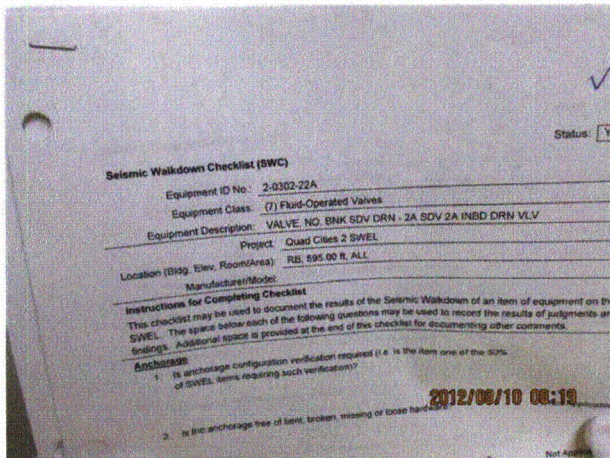 Status: Y
Seismic Walkdown Checklist (SWC)
Equipment ID No.: 2-0302-22A
Equipment Class: (7) Fluid-Operated Valves
Equipment Description: VALVE, NO. BNK SDV DRN - 2A SDV 2A INBD DRN VLV
Project: Quad Cities 2 SWEL
Location (Bldg, Elev, Room/Area): RB, 595.00 ft, ALL
Manufacturer/Model:
Instructions for Completing Checklist
This checklist may be used to document the results of the Seismic Walkdown of an item of equipment on the
SWEL. The space below each of the following questions may be used to record the results of judgments and
findings. Additional space is provided at the end of this checklist for documenting other comments.
Anchorage
1. Is anchorage configuration verification required (i.e. is the item one of the 50%
of SWEL items requiring such verification)?
2012/08/10 08:19
2. Is the anchorage free of bent, broken, missing or loose hardware
Not